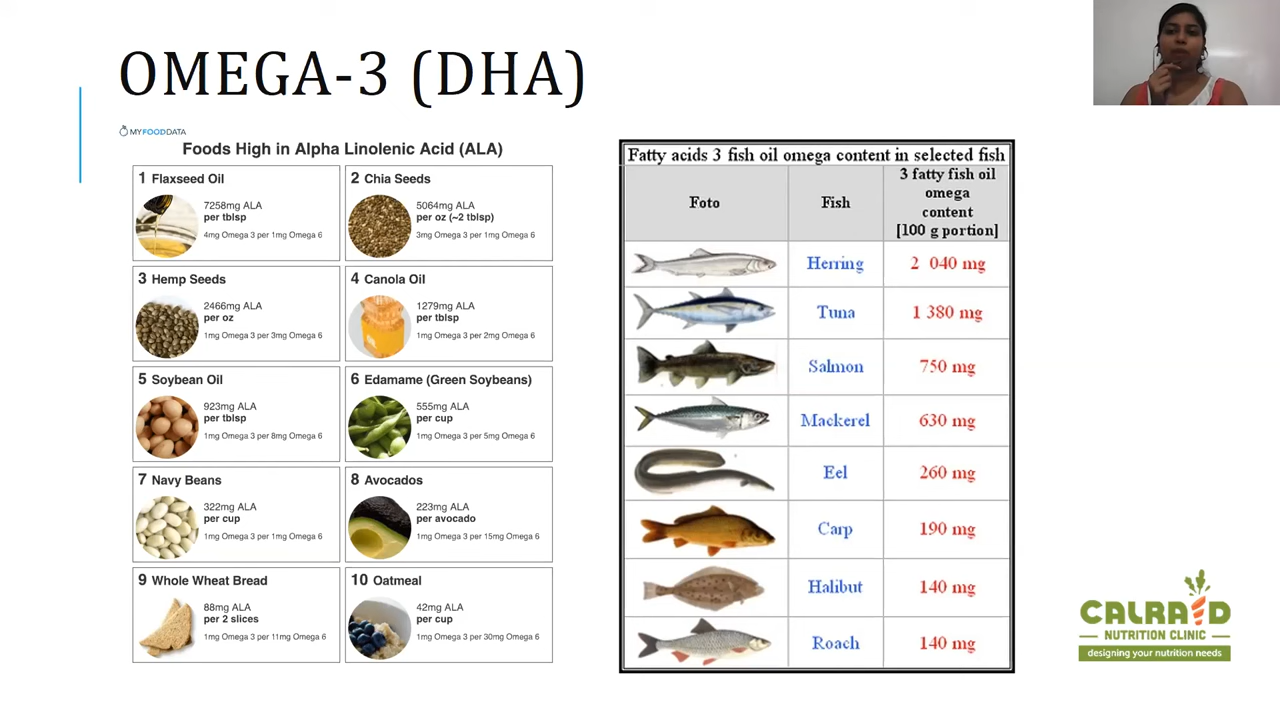 OMEGA-3 (DHA)
MYFOODDATA
Foods High in Alpha Linolenic Acid (ALA)
1 Flaxseed Oil
7258mg ALA
per tblsp
4mg Omega 3 per 1mg Omega 6
2 Chia Seeds
5064mg ALA
per oz (~2 tblsp)
3mg Omega 3 per 1mg Omega 6
3 Hemp Seeds
2466mg ALA
per oz
1mg Omega 3 per 3mg Omega 6
4 Canola Oil
1279mg ALA
per tblsp
1mg Omega 3 per 2mg Omega 6
5 Soybean Oil
923mg ALA
per tblsp
1mg Omega 3 per 8mg Omega 6
6 Edamame (Green Soybeans)
555mg ALA
per cup
1mg Omega 3 per 5mg Omega 6
7 Navy Beans
322mg ALA
per cup
1mg Omega 3 per 1mg Omega 6
8 Avocados
223mg ALA
per avocado
1mg Omega 3 per 15mg Omega 6
9 Whole Wheat Bread
88mg ALA
per 2 slices
1mg Omega 3 per 11mg Omega 6
10 Oatmeal
42mg ALA
per cup
1mg Omega 3 per 30mg Omega 6
Fatty acids 3 fish oil omega content in selected fish
Foto
Fish
3 fatty fish oil
omega
content
[100 g portion]
Herring
2 040 mg
Tuna
1 380 mg
Salmon
750 mg
Mackerel
630 mg
Eel
260 mg
Carp
190 mg
Halibut
140 mg
Roach
140 mg
CALRAID
NUTRITION CLINIC
designing your nutrition needs